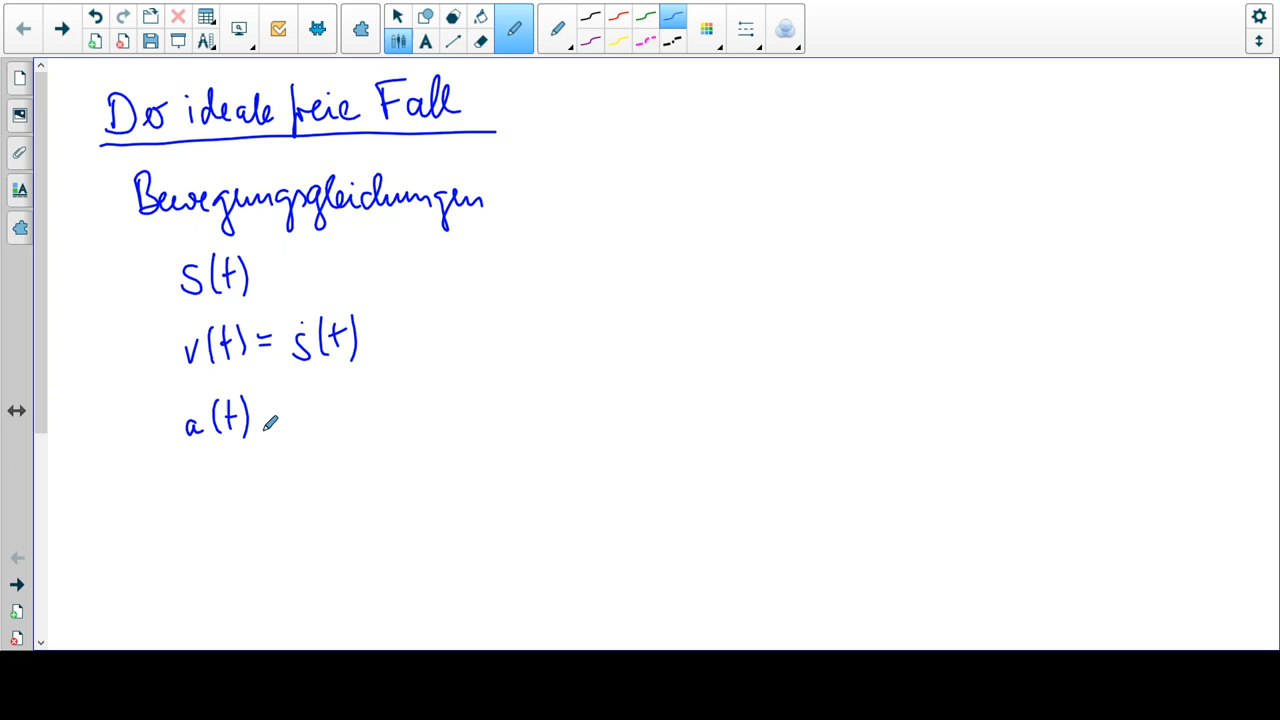 Der ideale freie Fall
Bewegungsgleichungen
s(t)
v(t) = ṡ(t)
a(t)